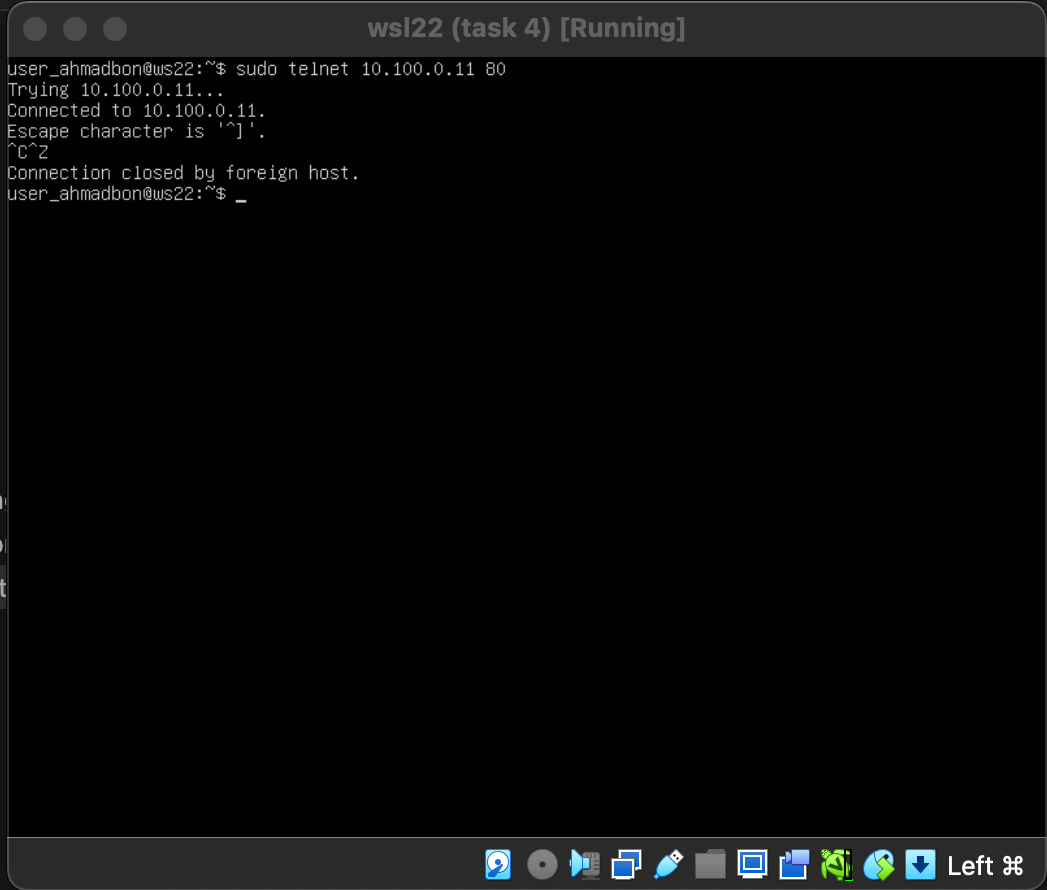 wsl22 (task 4) [Running]
user_ahmadbon@ws22:~$ sudo telnet 10.100.0.11 80
Trying 10.100.0.11...
Connected to 10.100.0.11.
Escape character is '^]'.
^C^Z
Connection closed by foreign host.
user_ahmadbon@ws22:~$ _
Left ⌘